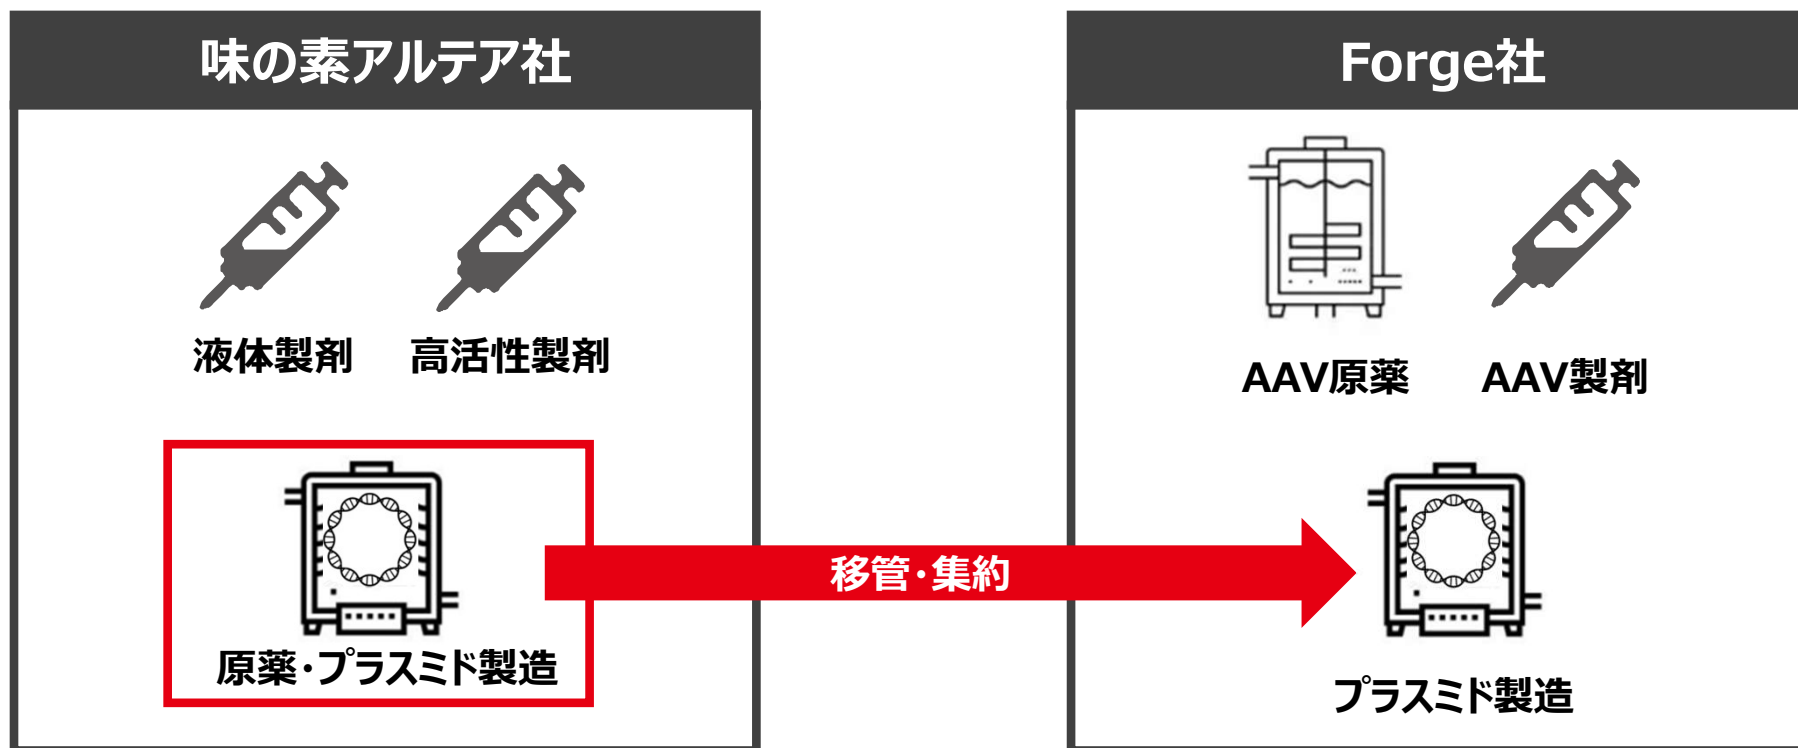 味の素アルテア社
液体製剤
高活性製剤
原薬・プラスミド製造
移管・集約
Forge社
AAV原薬
AAV製剤
プラスミド製造